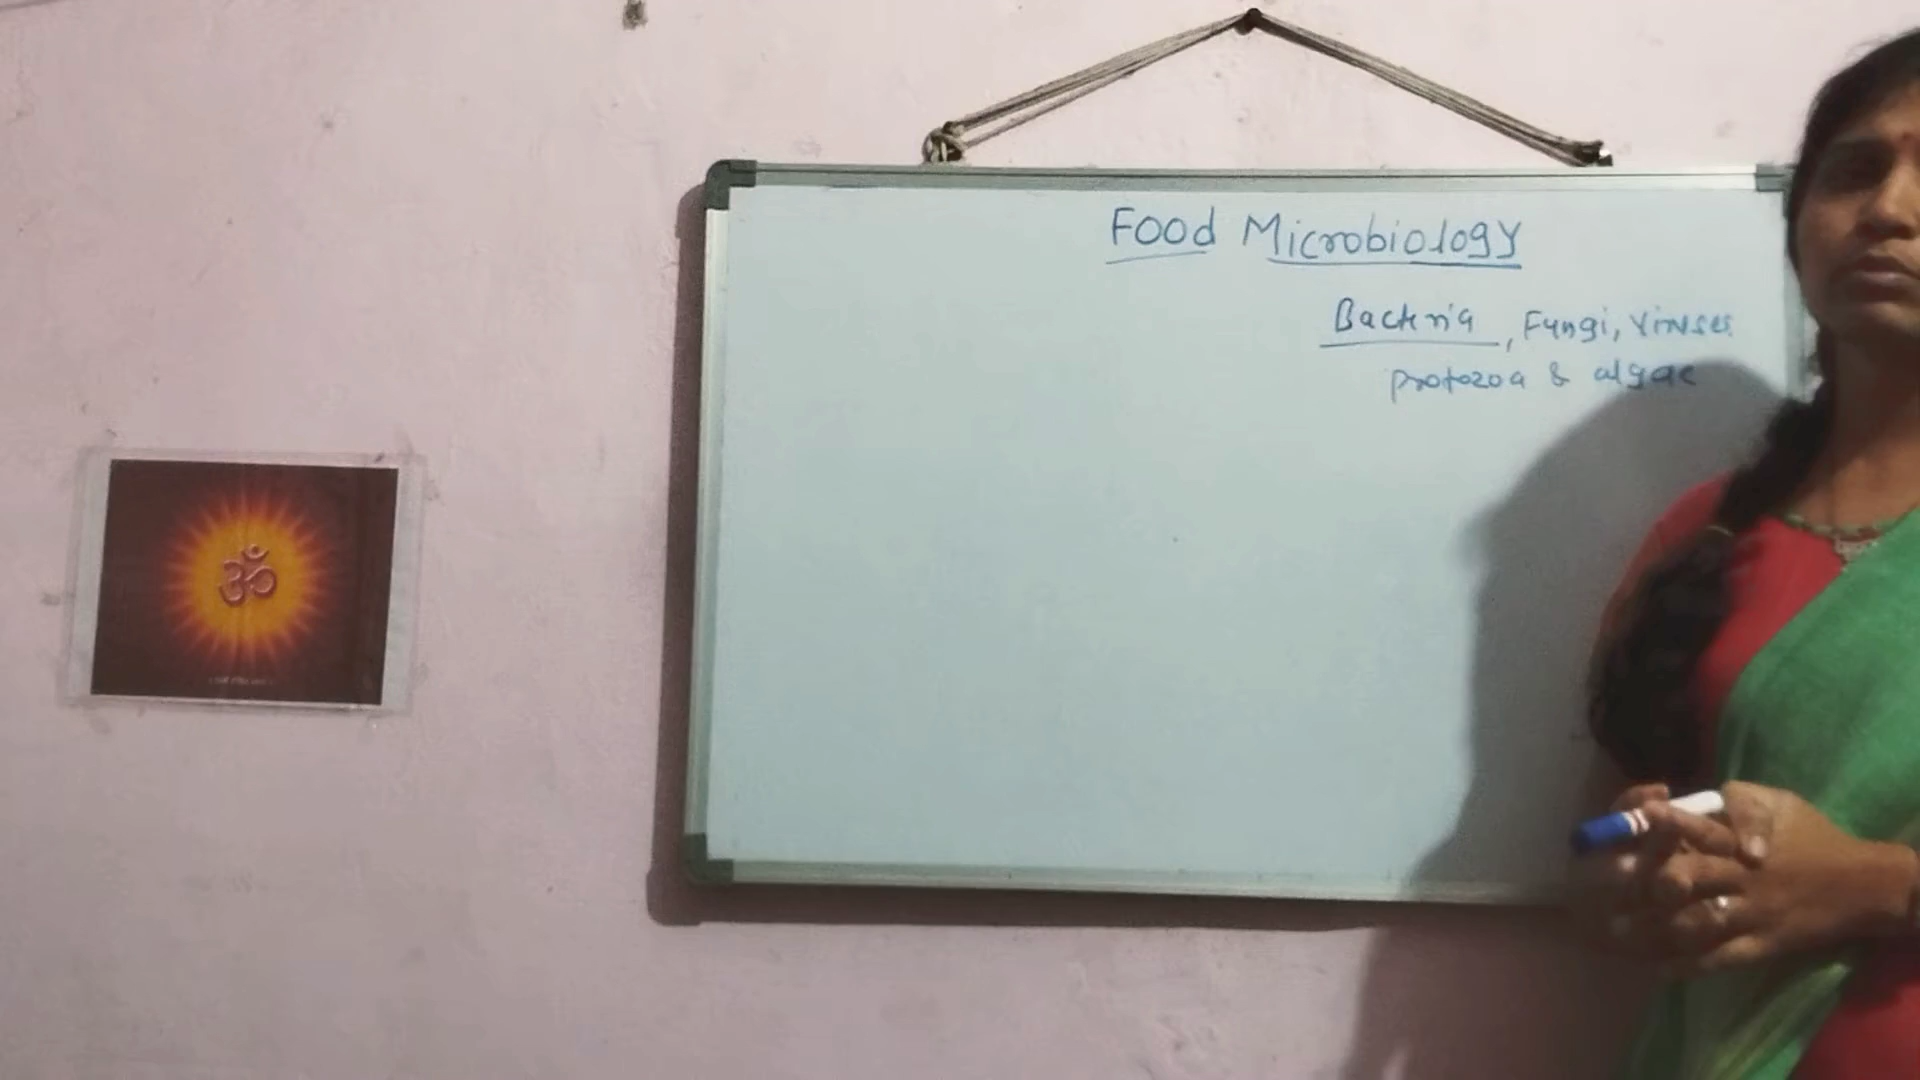 Food Microbiology
Bacteria, Fungi, Viruses
protozoa & algae
ॐ